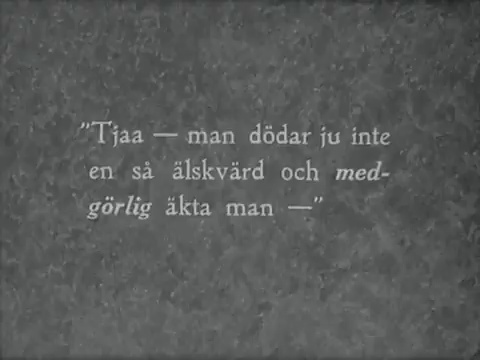 "Tjaa — man dödar ju inte
en så älskvärd och med-
görlig äkta man —"